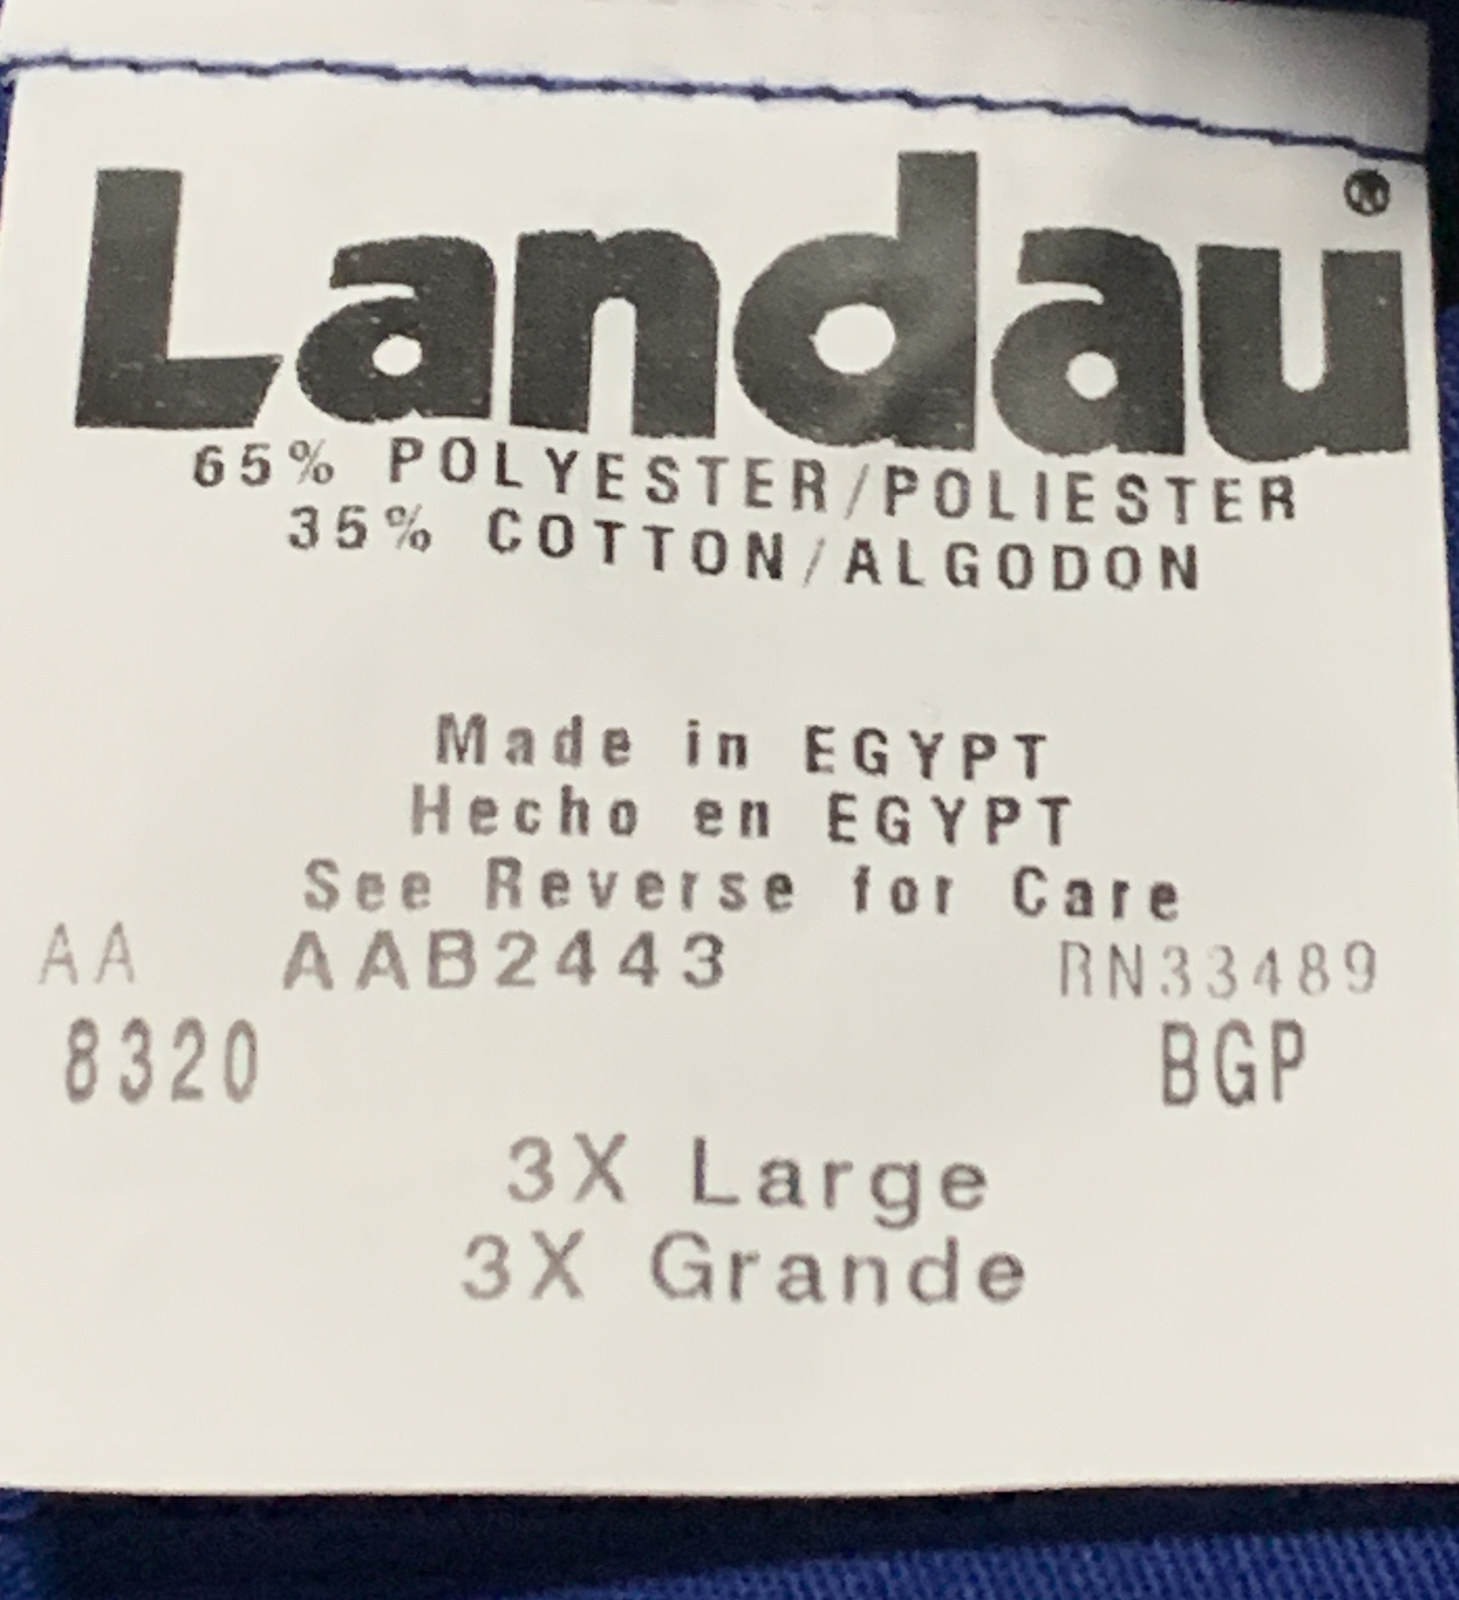 Landau®
65% POLYESTER/POLIESTER
35% COTTON/ALGODON
Made in EGYPT
Hecho en EGYPT
See Reverse for Care
AA AAB2443 RN33489
8320 BGP
3X Large
3X Grande